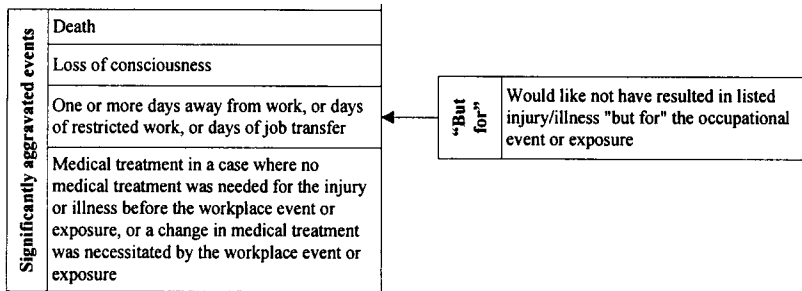 Significantly aggravated events
Death
Loss of consciousness
One or more days away from work, or days
of restricted work, or days of job transfer
Medical treatment in a case where no
medical treatment was needed for the injury
or illness before the workplace event or
exposure, or a change in medical treatment
was necessitated by the workplace event or
exposure
“But
for”
Would like not have resulted in listed
injury/illness "but for" the occupational
event or exposure